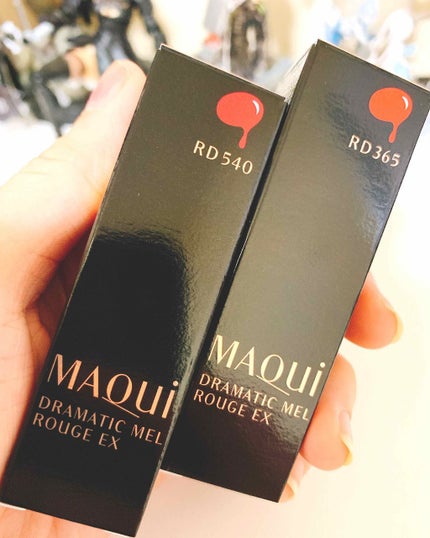 RD 540
MAQui
DRAMATIC MEL
ROUGE EX
RD365
MAQui
DRAMATIC MEL
ROUGE EX